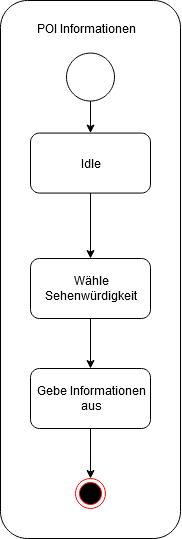 POI Informationen
Idle
Wähle
Sehenwürdigkeit
Gebe Informationen
aus